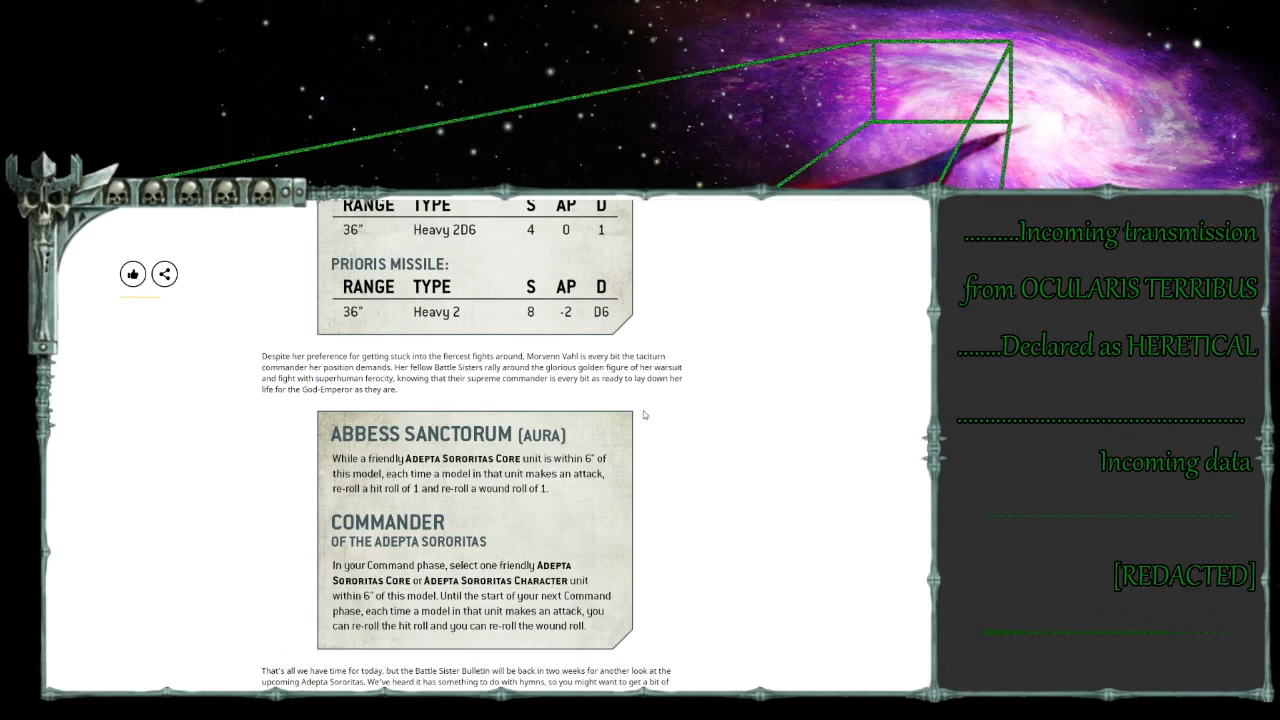 RANGE TYPE S AP D
36" Heavy 2D6 4 0 1
PRIORIS MISSILE:
RANGE TYPE S AP D
36" Heavy 2 8 -2 D6
Despite her preference for getting stuck into the fiercest fights around, Morvenn Vahl is every bit the taciturn
commander her position demands. Her fellow Battle Sisters rally around the glorious golden figure of her warsuit
and fight with superhuman ferocity, knowing that their supreme commander is every bit as ready to lay down her
life for the God-Emperor as they are.
ABBESS SANCTORUM (AURA)
While a friendly ADEPTA SORORITAS CORE unit is within 6" of
this model, each time a model in that unit makes an attack,
re-roll a hit roll of 1 and re-roll a wound roll of 1.
COMMANDER
OF THE ADEPTA SORORITAS
In your Command phase, select one friendly ADEPTA
SORORITAS CORE or ADEPTA SORORITAS CHARACTER unit
within 6" of this model. Until the start of your next Command
phase, each time a model in that unit makes an attack, you
can re-roll the hit roll and you can re-roll the wound roll.
That's all we have time for today, but the Battle Sister Bulletin will be back in two weeks for another look at the
upcoming Adepta Sororitas. We've heard it has something to do with hymns, so you might want to get a bit of
..........Incoming transmission
from OCULARIS TERRIBUS
........Declared as HERETICAL
.....................................................
Incoming data
[REDACTED]